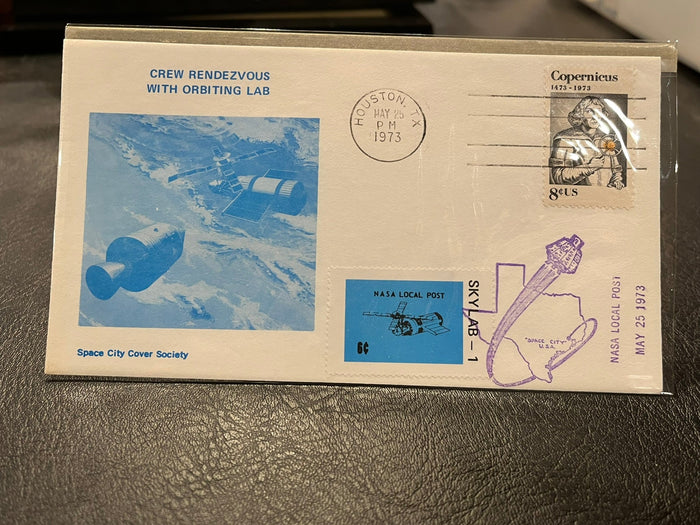 CREW RENDEZVOUS
WITH ORBITING LAB
HOUSTON, TX
MAY 25
PM
1973
Copernicus
1473-1973
8¢US
NASA LOCAL POST
6¢
SKYLAB-1
"SPACE CITY"
U.S.A.
NASA LOCAL POST
MAY 25 1973
Space City Cover Society